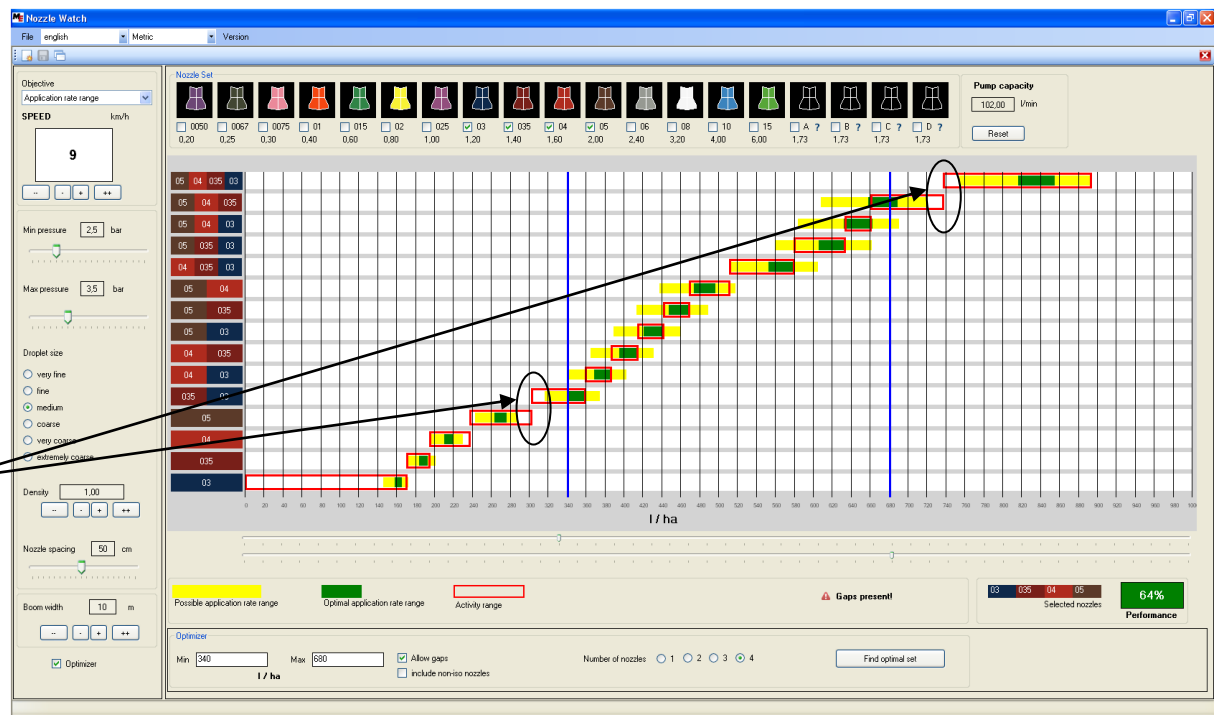 Nozzle Watch
File english Metric Version
Objective
Application rate range
SPEED km/h
9
-- - + ++
Min pressure 2,5 bar
Max pressure 3,5 bar
Droplet size
very fine
fine
medium
coarse
very coarse
extremely coarse
Density 1,00
-- - + ++
Nozzle spacing 50 cm
Boom width 10 m
-- - + ++
Optimizer
Nozzle Set
0050 0067 0075 01 015 02 025 03 035 04 05 06 08 10 15 A ? B ? C ? D ?
0,20 0,25 0,30 0,40 0,60 0,80 1,00 1,20 1,40 1,60 2,00 2,40 3,20 4,00 6,00 1,73 1,73 1,73 1,73
Pump capacity
102,00 l/min
Reset
05 04 035 03
05 04 035
05 04 03
05 035 03
04 035 03
05 04
05 035
05 03
04 035
04 03
035 03
05
04
035
03
0 20 40 60 80 100 120 140 160 180 200 220 240 260 280 300 320 340 360 380 400 420 440 460 480 500 520 540 560 580 600 620 640 660 680 700 720 740 760 780 800 820 840 860 880 900 920 940 960 980
l / ha
Possible application rate range
Optimal application rate range
Activity range
Gaps present!
03 035 04 05
Selected nozzles
64%
Performance
Optimizer
Min 340 Max 680
l / ha
Allow gaps
include non-iso nozzles
Number of nozzles 1 2 3 4
Find optimal set